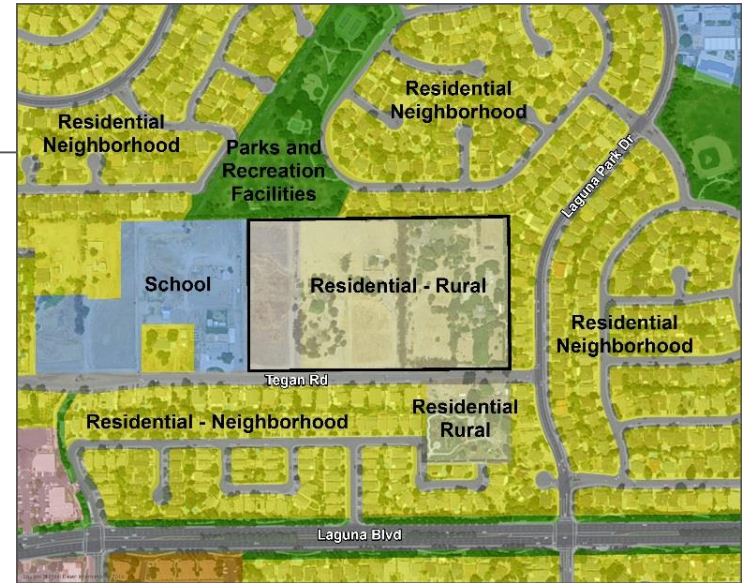 Residential
Neighborhood
Residential
Neighborhood
Parks and
Recreation
Facilities
Laguna Park Dr
School
Residential - Rural
Residential
Neighborhood
Tegan Rd
Residential - Neighborhood
Residential
Rural
Laguna Blvd